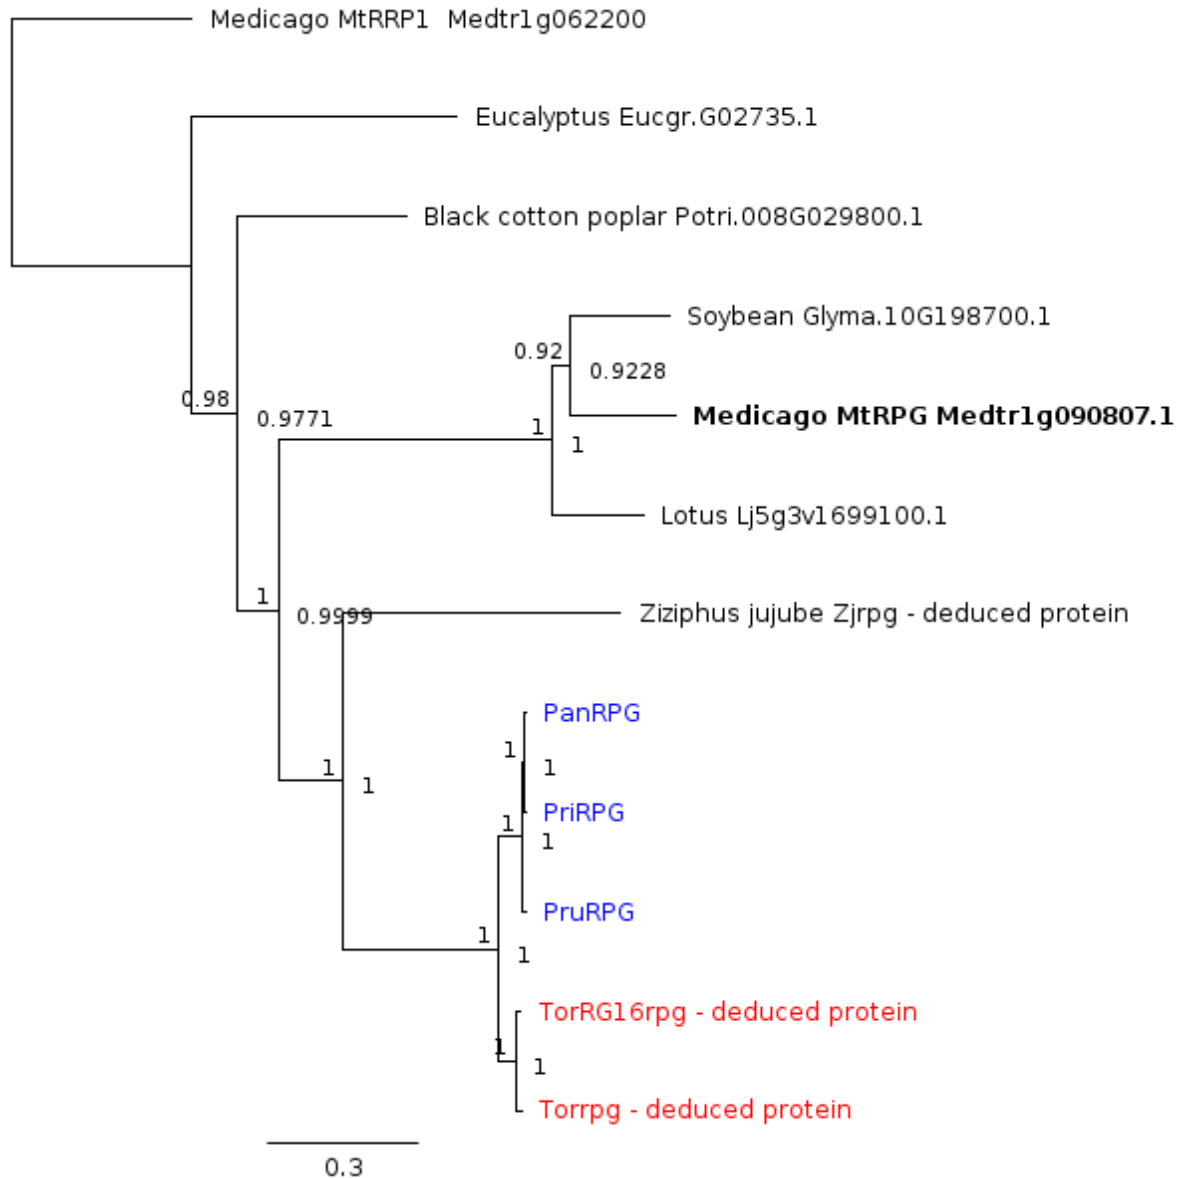 Medicago MtRRP1  Medtr1g062200
Eucalyptus Eucgr.G02735.1
Black cotton poplar Potri.008G029800.1
Soybean Glyma.10G198700.1
0.92
0.9228
0.98
0.9771
Medicago MtRPG Medtr1g090807.1
1
1
Lotus Lj5g3v1699100.1
1
0.9999
Ziziphus jujube Zjrpg - deduced protein
PanRPG
1
1
1
1
PriRPG
1
1
PruRPG
1
1
TorRG16rpg - deduced protein
1
1
Torrpg - deduced protein
0.3